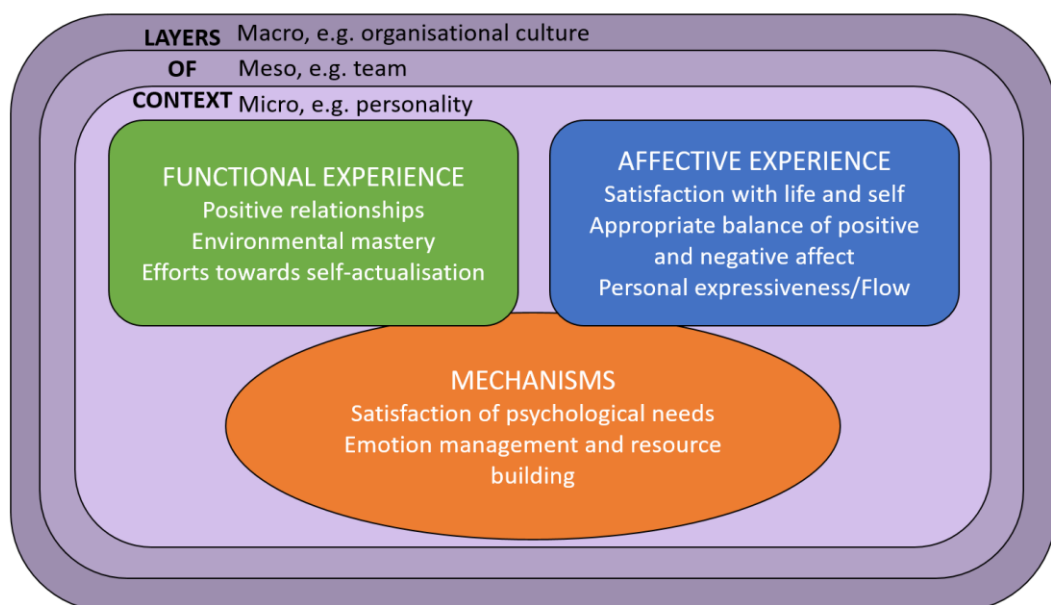 LAYERS Macro, e.g. organisational culture
OF Meso, e.g. team
CONTEXT Micro, e.g. personality
FUNCTIONAL EXPERIENCE
Positive relationships
Environmental mastery
Efforts towards self-actualisation
AFFECTIVE EXPERIENCE
Satisfaction with life and self
Appropriate balance of positive
and negative affect
Personal expressiveness/Flow
MECHANISMS
Satisfaction of psychological needs
Emotion management and resource
building